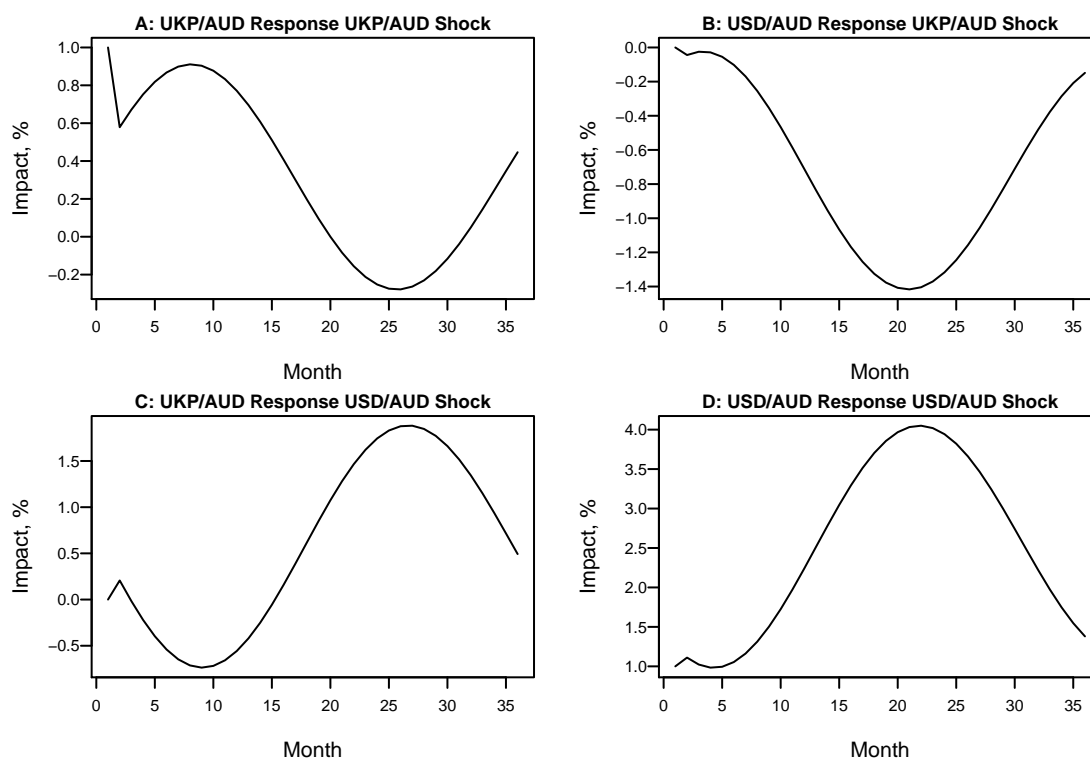 A: UKP/AUD Response UKP/AUD Shock
Impact, %
1.0
0.8
0.6
0.4
0.2
0.0
−0.2
0 5 10 15 20 25 30 35
Month
B: USD/AUD Response UKP/AUD Shock
Impact, %
0.0
−0.2
−0.4
−0.6
−0.8
−1.0
−1.2
−1.4
0 5 10 15 20 25 30 35
Month
C: UKP/AUD Response USD/AUD Shock
Impact, %
1.5
1.0
0.5
0.0
−0.5
0 5 10 15 20 25 30 35
Month
D: USD/AUD Response USD/AUD Shock
Impact, %
4.0
3.5
3.0
2.5
2.0
1.5
1.0
0 5 10 15 20 25 30 35
Month